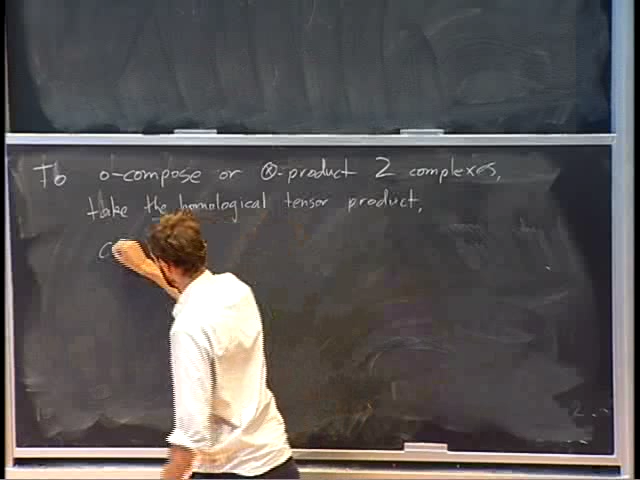 To o-compose or ⊗-product 2 complexes,
take the homological tensor product,